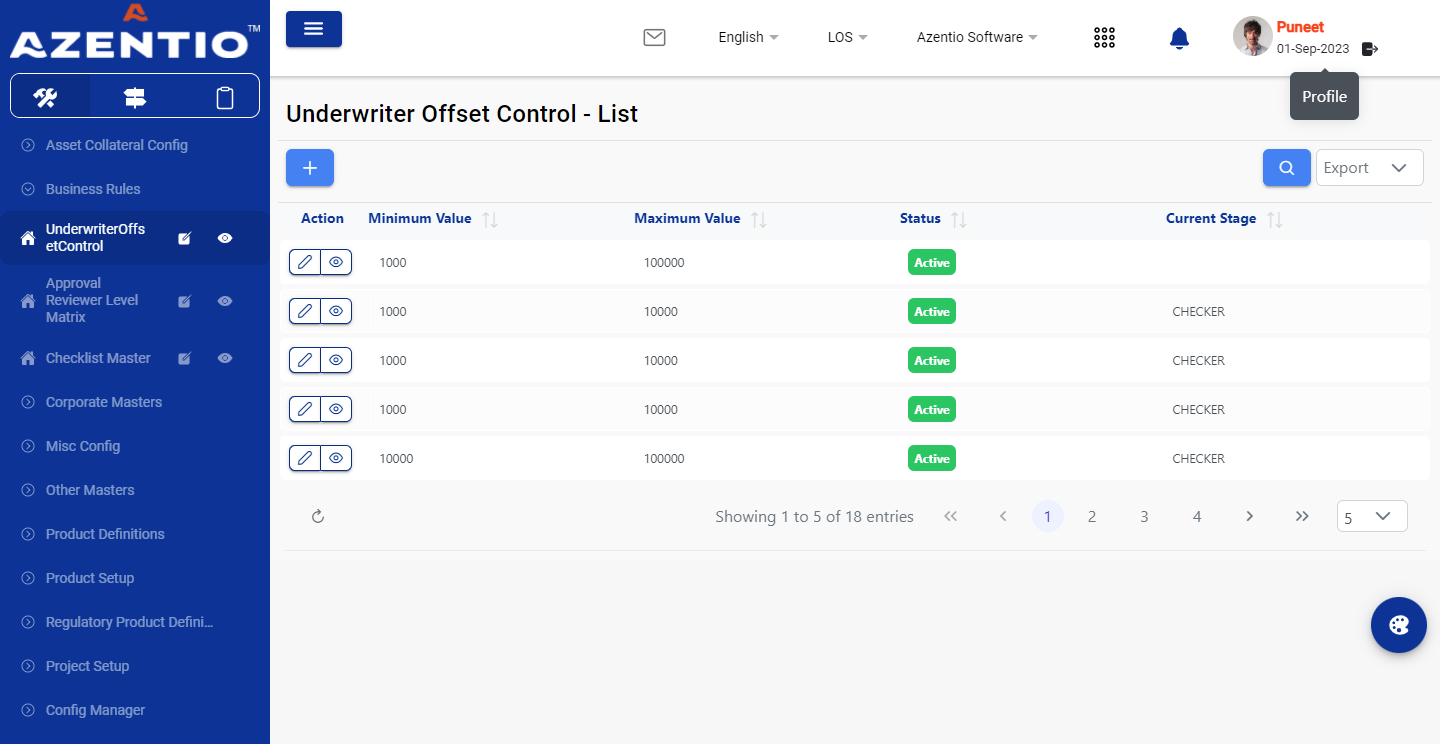 AZENTIO™
English
LOS
Azentio Software
Puneet
01-Sep-2023
Profile
Asset Collateral Config
Business Rules
UnderwriterOffs
etControl
Approval
Reviewer Level
Matrix
Checklist Master
Corporate Masters
Misc Config
Other Masters
Product Definitions
Product Setup
Regulatory Product Defini...
Project Setup
Config Manager
Underwriter Offset Control - List
Export
Action Minimum Value Maximum Value Status Current Stage
1000 100000 Active
1000 10000 Active CHECKER
1000 10000 Active CHECKER
1000 10000 Active CHECKER
10000 100000 Active CHECKER
Showing 1 to 5 of 18 entries 1 2 3 4 5